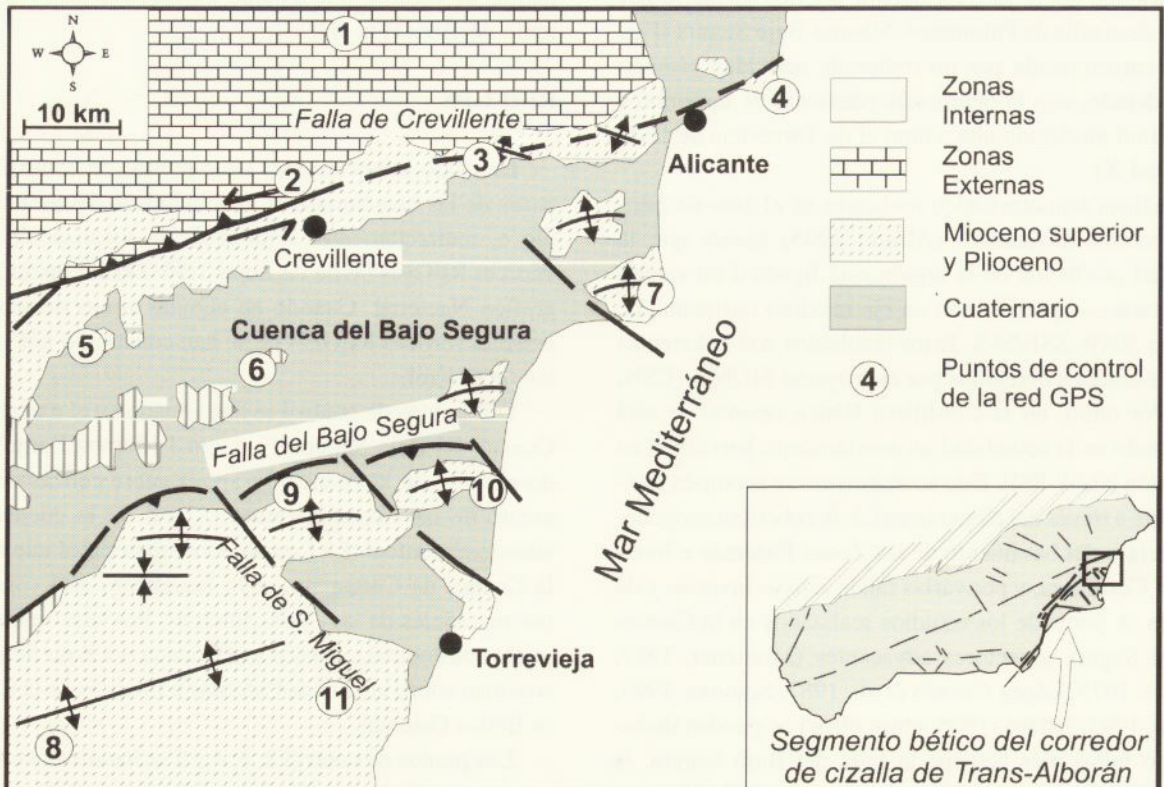 N
W E
S
10 km
1
Falla de Crevillente
4
3
Alicante
2
Crevillente
7
5
Cuenca del Bajo Segura
6
Falla del Bajo Segura
Mar Mediterráneo
9
10
Falla de S. Miguel
Torrevieja
11
8
Zonas
Internas
Zonas
Externas
Mioceno superior
y Plioceno
Cuaternario
4
Puntos de control
de la red GPS
Segmento bético del corredor
de cizalla de Trans-Alborán